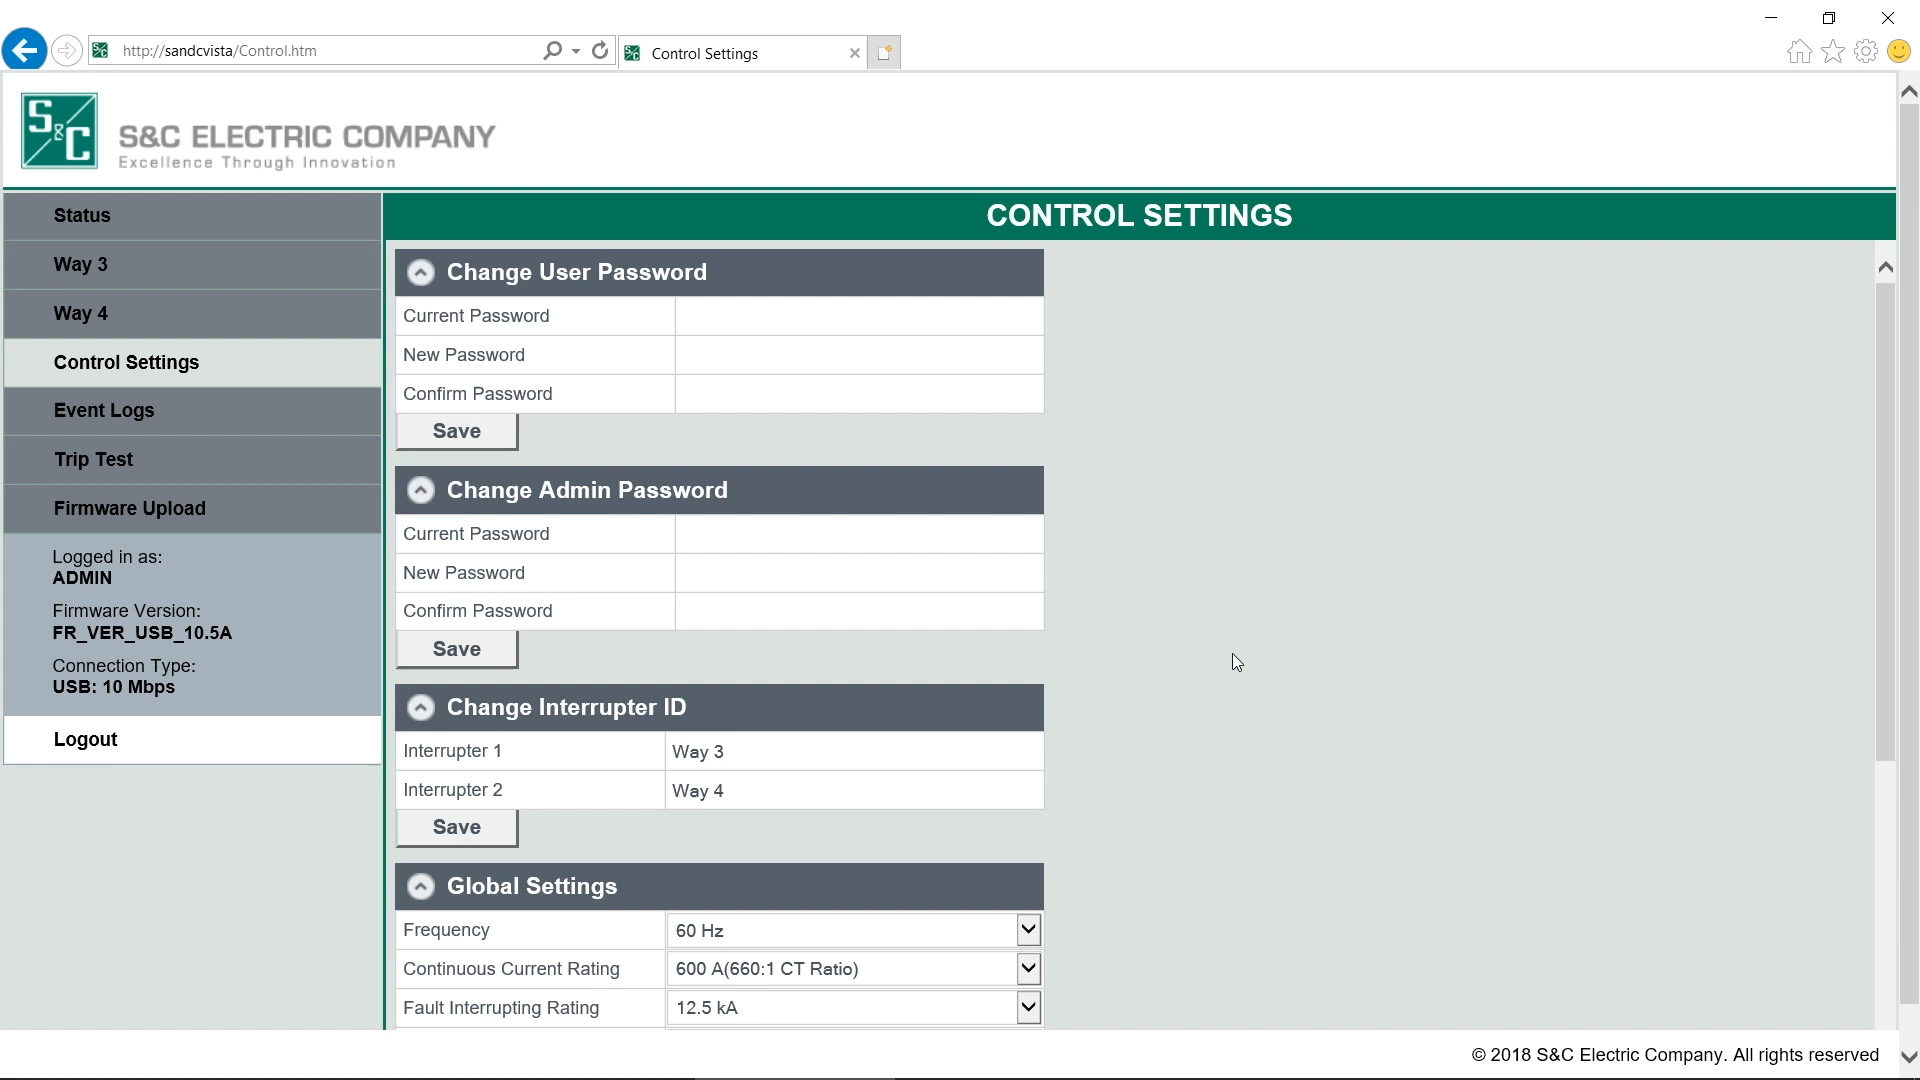 http://sandcvista/Control.htm
Control Settings
S&C
S&C ELECTRIC COMPANY
Excellence Through Innovation
Status
Way 3
Way 4
Control Settings
Event Logs
Trip Test
Firmware Upload
Logged in as:
ADMIN
Firmware Version:
FR_VER_USB_10.5A
Connection Type:
USB: 10 Mbps
Logout
CONTROL SETTINGS
Change User Password
Current Password
New Password
Confirm Password
Save
Change Admin Password
Current Password
New Password
Confirm Password
Save
Change Interrupter ID
Interrupter 1 Way 3
Interrupter 2 Way 4
Save
Global Settings
Frequency 60 Hz
Continuous Current Rating 600 A(660:1 CT Ratio)
Fault Interrupting Rating 12.5 kA
© 2018 S&C Electric Company. All rights reserved